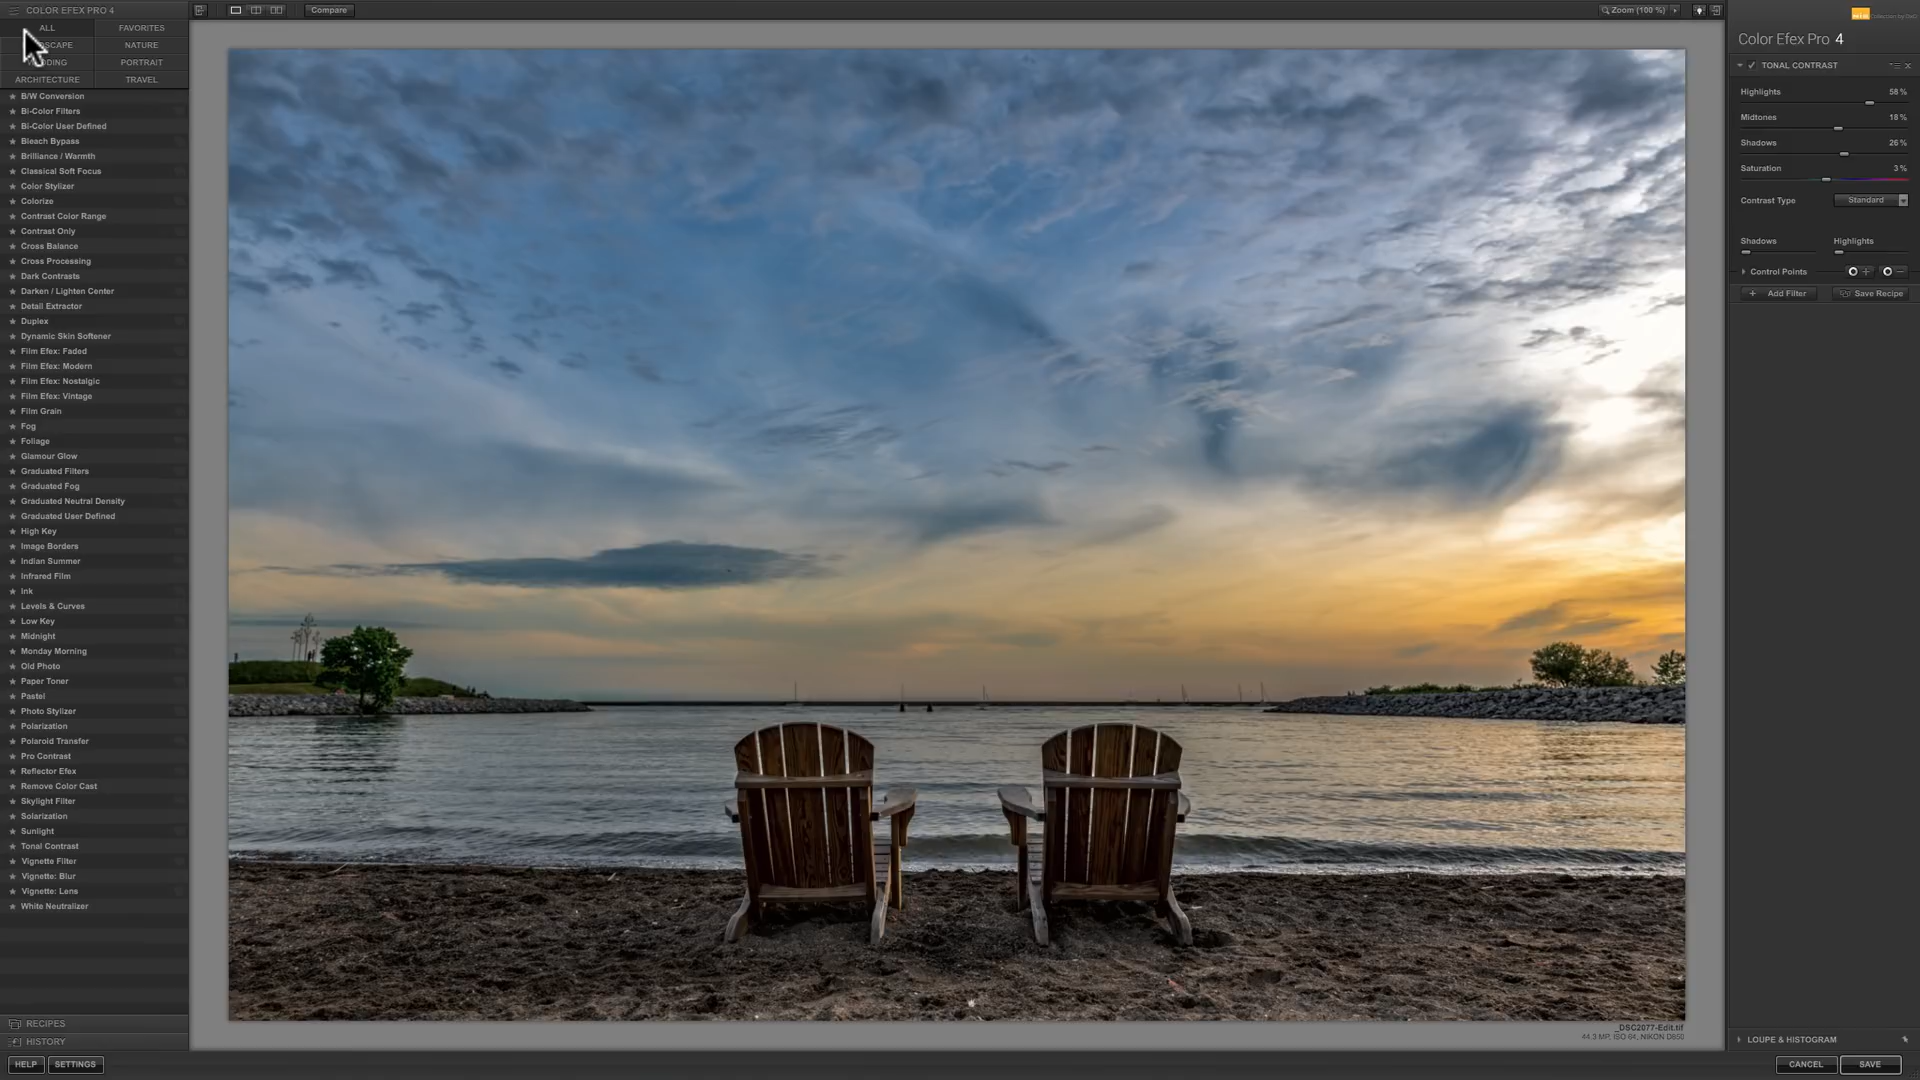 COLOR EFEX PRO 4
ALL
FAVORITES
NATURE
PORTRAIT
ARCHITECTURE
TRAVEL
B/W Conversion
Bi-Color Filters
Bi-Color User Defined
Bleach Bypass
Brilliance / Warmth
Classical Soft Focus
Color Stylizer
Colorize
Contrast Color Range
Contrast Only
Cross Balance
Cross Processing
Dark Contrasts
Darken / Lighten Center
Detail Extractor
Duplex
Dynamic Skin Softener
Film Efex: Faded
Film Efex: Modern
Film Efex: Nostalgic
Film Efex: Vintage
Film Grain
Fog
Foliage
Glamour Glow
Graduated Filters
Graduated Fog
Graduated Neutral Density
Graduated User Defined
High Key
Image Borders
Indian Summer
Infrared Film
Ink
Levels & Curves
Low Key
Midnight
Monday Morning
Old Photo
Paper Toner
Pastel
Photo Stylizer
Polarization
Polaroid Transfer
Pro Contrast
Reflector Efex
Remove Color Cast
Skylight Filter
Solarization
Sunlight
Tonal Contrast
Vignette Filter
Vignette: Blur
Vignette: Lens
White Neutralizer
RECIPES
HISTORY
HELP
SETTINGS
Compare
Zoom (100 %)
_DSC2077-Edit.tif
44.3 MP, ISO 64, NIKON D850
Color Efex Pro 4
TONAL CONTRAST
Highlights 58 %
Midtones 18 %
Shadows 26 %
Saturation 3 %
Contrast Type Standard
Shadows Highlights
Control Points
Add Filter Save Recipe
LOUPE & HISTOGRAM
CANCEL SAVE